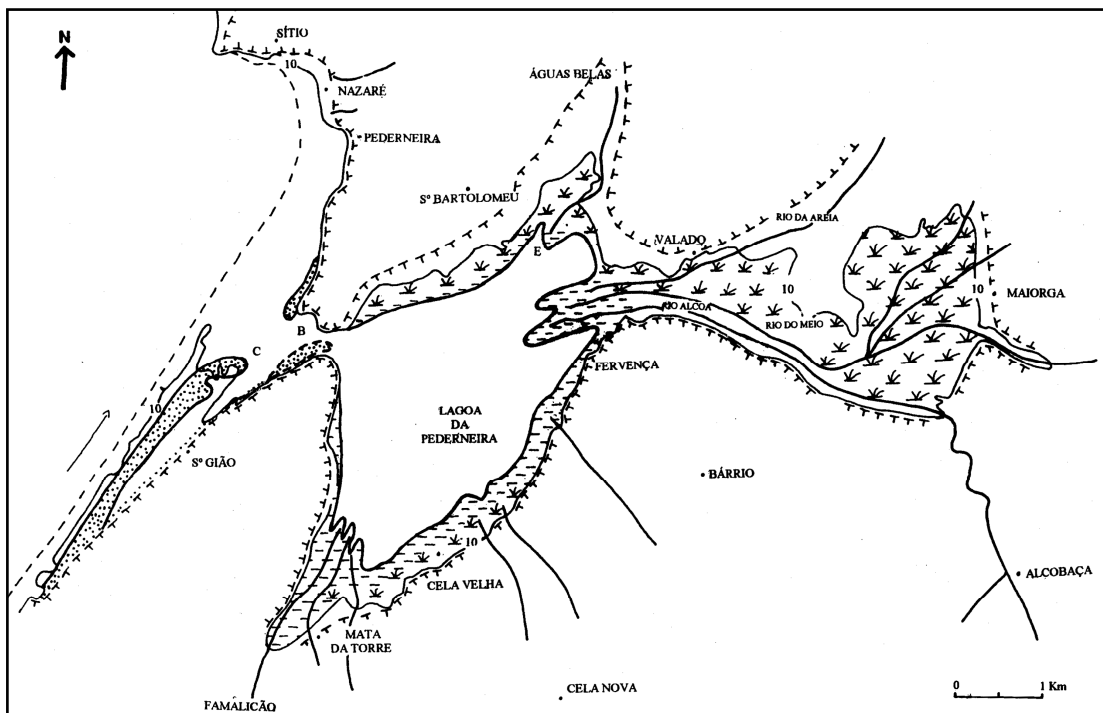 N
SÍTIO
10
NAZARÉ
ÁGUAS BELAS
PEDERNEIRA
Sº BARTOLOMEU
RIO DA AREIA
E
VALADO
10
10
MAIORGA
RIO ALCOA
RIO DO MEIO
B
C
FERVENÇA
10
LAGOA
DA
PEDERNEIRA
Sº GIÃO
BÁRRIO
10
CELA VELHA
ALCOBAÇA
MATA
DA TORRE
CELA NOVA
FAMALICÃO
0 1 Km